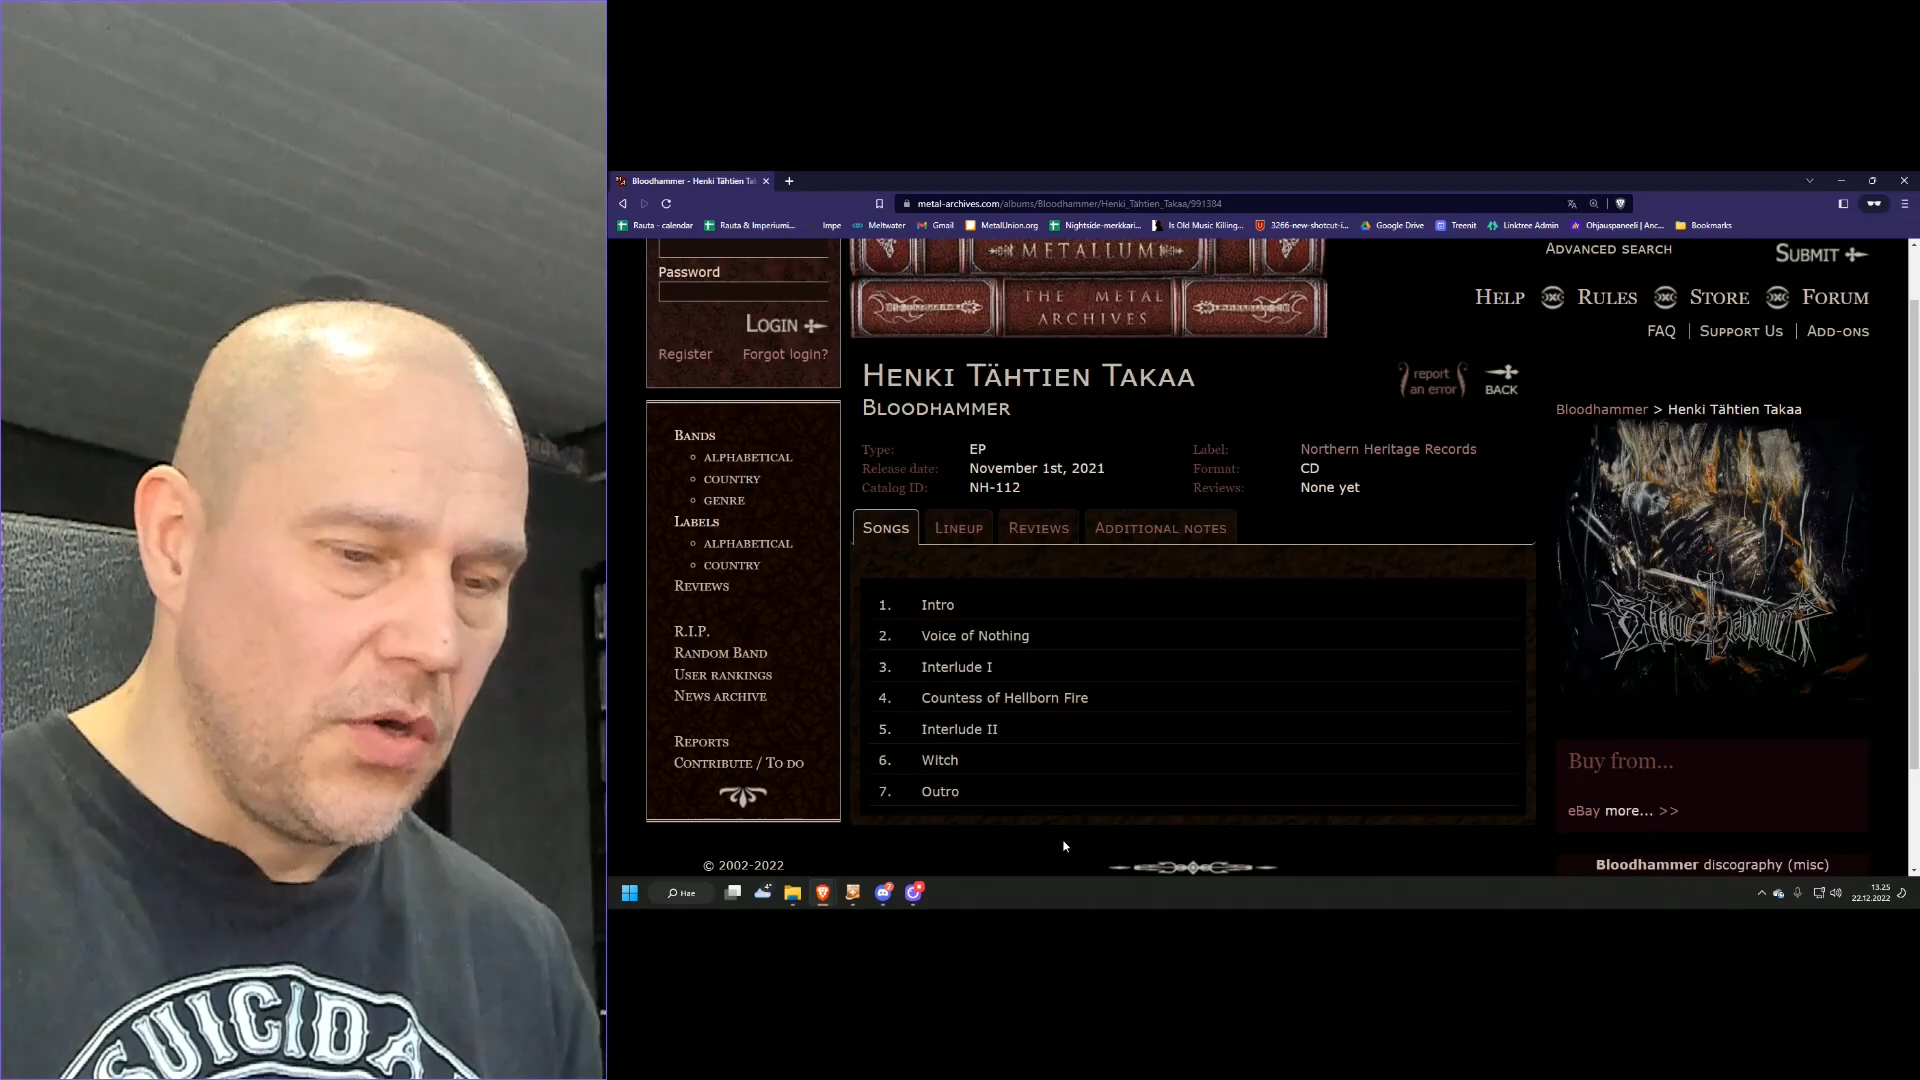 Bloodhammer - Henki Tähtien Tal
metal-archives.com/albums/Bloodhammer/Henki_Tähtien_Takaa/991384
Rauta - calendar
Rauta & Imperiumi...
Impe
Meltwater
Gmail
MetalUnion.org
Nightside-merkkari...
Is Old Music Killing...
3266-new-shotcut-i...
Google Drive
Treenit
Linktree Admin
Ohjauspaneeli | Anc...
Bookmarks
Password
LOGIN
Register
Forgot login?
METALLUM
THE METAL
ARCHIVES
ADVANCED SEARCH
SUBMIT
HELP
RULES
STORE
FORUM
FAQ
SUPPORT US
ADD-ONS
BANDS
ALPHABETICAL
COUNTRY
GENRE
LABELS
ALPHABETICAL
COUNTRY
REVIEWS
R.I.P.
RANDOM BAND
USER RANKINGS
NEWS ARCHIVE
REPORTS
CONTRIBUTE / TO DO
© 2002-2022
HENKI TÄHTIEN TAKAA
BLOODHAMMER
report
an error
BACK
Type: EP
Release date: November 1st, 2021
Catalog ID: NH-112
Label: Northern Heritage Records
Format: CD
Reviews: None yet
SONGS
LINEUP
REVIEWS
ADDITIONAL NOTES
1. Intro
2. Voice of Nothing
3. Interlude I
4. Countess of Hellborn Fire
5. Interlude II
6. Witch
7. Outro
Bloodhammer > Henki Tähtien Takaa
Bloodhammer
Buy from...
eBay more... >>
Bloodhammer discography (misc)
Hae
4°
2
13.25
22.12.2022
SUICIDA